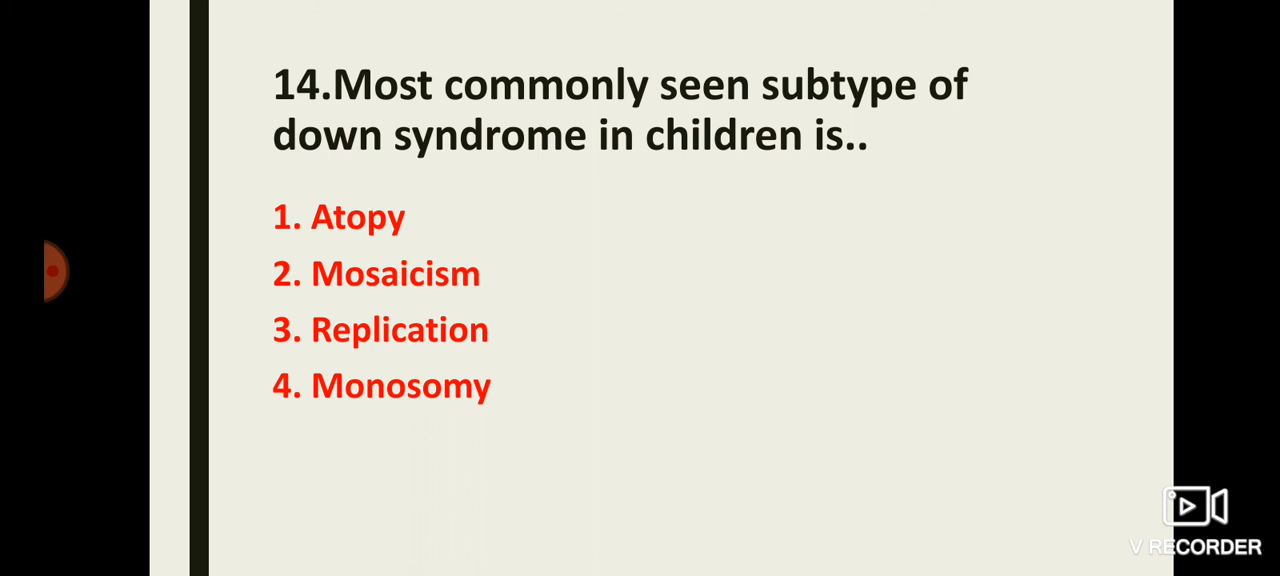 14.Most commonly seen subtype of
down syndrome in children is..
1. Atopy
2. Mosaicism
3. Replication
4. Monosomy
V RECORDER